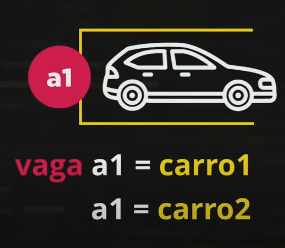 a1
vaga a1 = carro1
a1 = carro2